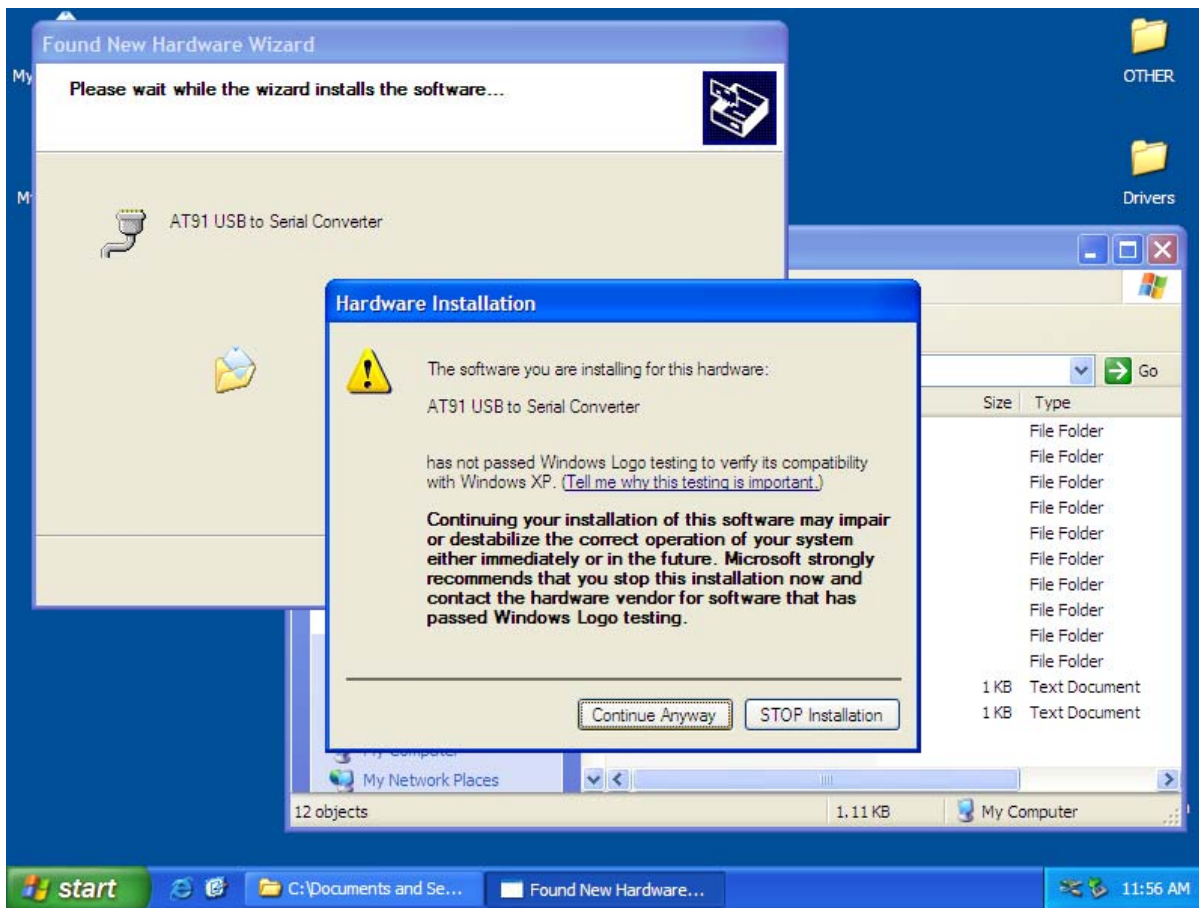 Found New Hardware Wizard
Please wait while the wizard installs the software...
AT91 USB to Serial Converter
My
M
OTHER
Drivers
Hardware Installation
The software you are installing for this hardware:
AT91 USB to Serial Converter
has not passed Windows Logo testing to verify its compatibility
with Windows XP. (Tell me why this testing is important.)
Continuing your installation of this software may impair
or destabilize the correct operation of your system
either immediately or in the future. Microsoft strongly
recommends that you stop this installation now and
contact the hardware vendor for software that has
passed Windows Logo testing.
Continue Anyway
STOP Installation
Go
Size Type
File Folder
File Folder
File Folder
File Folder
File Folder
File Folder
File Folder
File Folder
File Folder
File Folder
1 KB Text Document
1 KB Text Document
My Computer
My Network Places
12 objects
1.11 KB
My Computer
start
C:\Documents and Se...
Found New Hardware...
11:56 AM